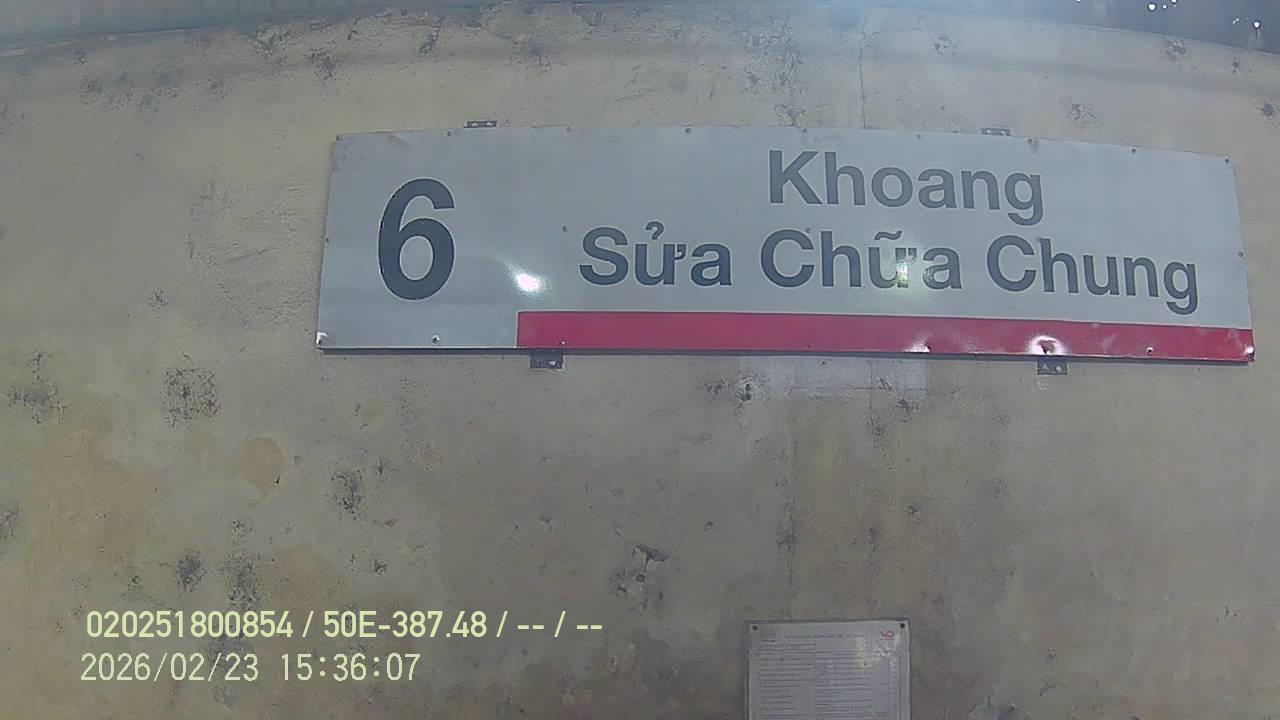 6
Khoang
Sửa Chữa Chung
020251800854 / 50E-387.48 / -- / --
2026/02/23 15:36:07